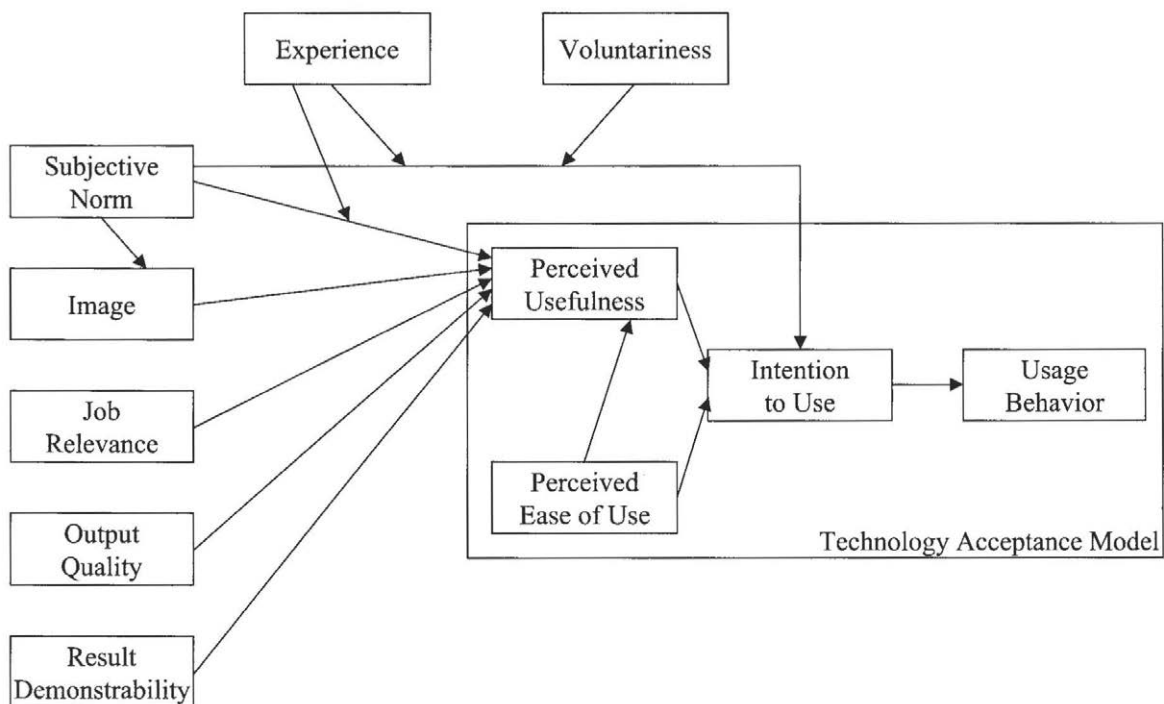 Experience
Voluntariness
Subjective
Norm
Image
Job
Relevance
Output
Quality
Result
Demonstrability
Perceived
Usefulness
Perceived
Ease of Use
Intention
to Use
Usage
Behavior
Technology Acceptance Model